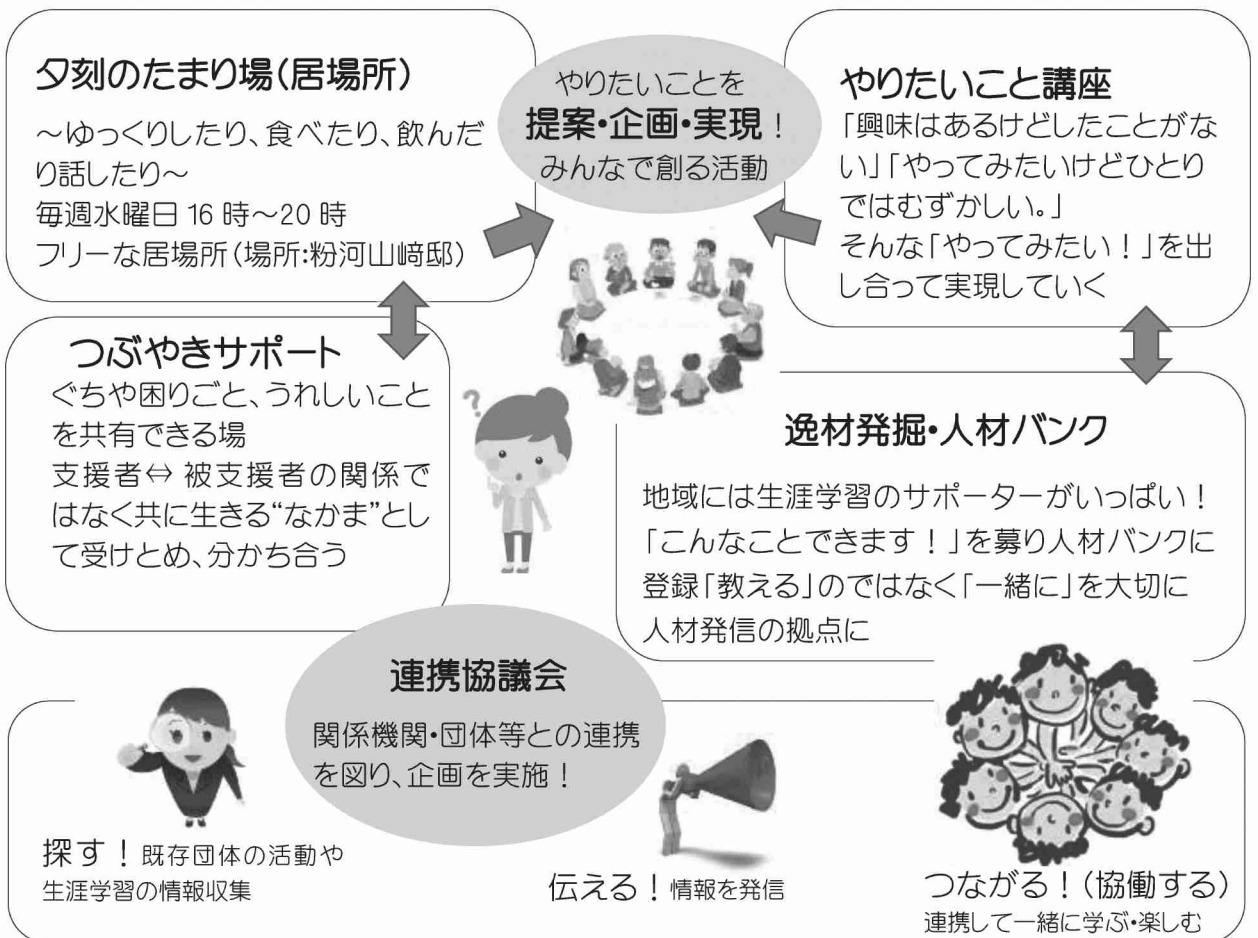 夕刻のたまり場(居場所)
～ゆっくりしたり、食べたり、飲んだ
り話したり～
毎週水曜日 16 時～20 時
フリーな居場所(場所:粉河山﨑邸)
やりたいことを
提案・企画・実現！
みんなで創る活動
やりたいこと講座
「興味はあるけどしたことがな
い」「やってみたいけどひとり
ではむずかしい。」
そんな「やってみたい！」を出
し合って実現していく
つぶやきサポート
ぐちや困りごと、うれしいこと
を共有できる場
支援者⇔ 被支援者の関係で
はなく共に生きる“なかま”とし
て受けとめ、分かち合う
?
逸材発掘・人材バンク
地域には生涯学習のサポーターがいっぱい！
「こんなことできます！」を募り人材バンクに
登録「教える」のではなく「一緒に」を大切に
人材発信の拠点に
連携協議会
関係機関・団体等との連携
を図り、企画を実施！
探す！既存団体の活動や
生涯学習の情報収集
伝える！情報を発信
つながる！(協働する)
連携して一緒に学ぶ・楽しむ